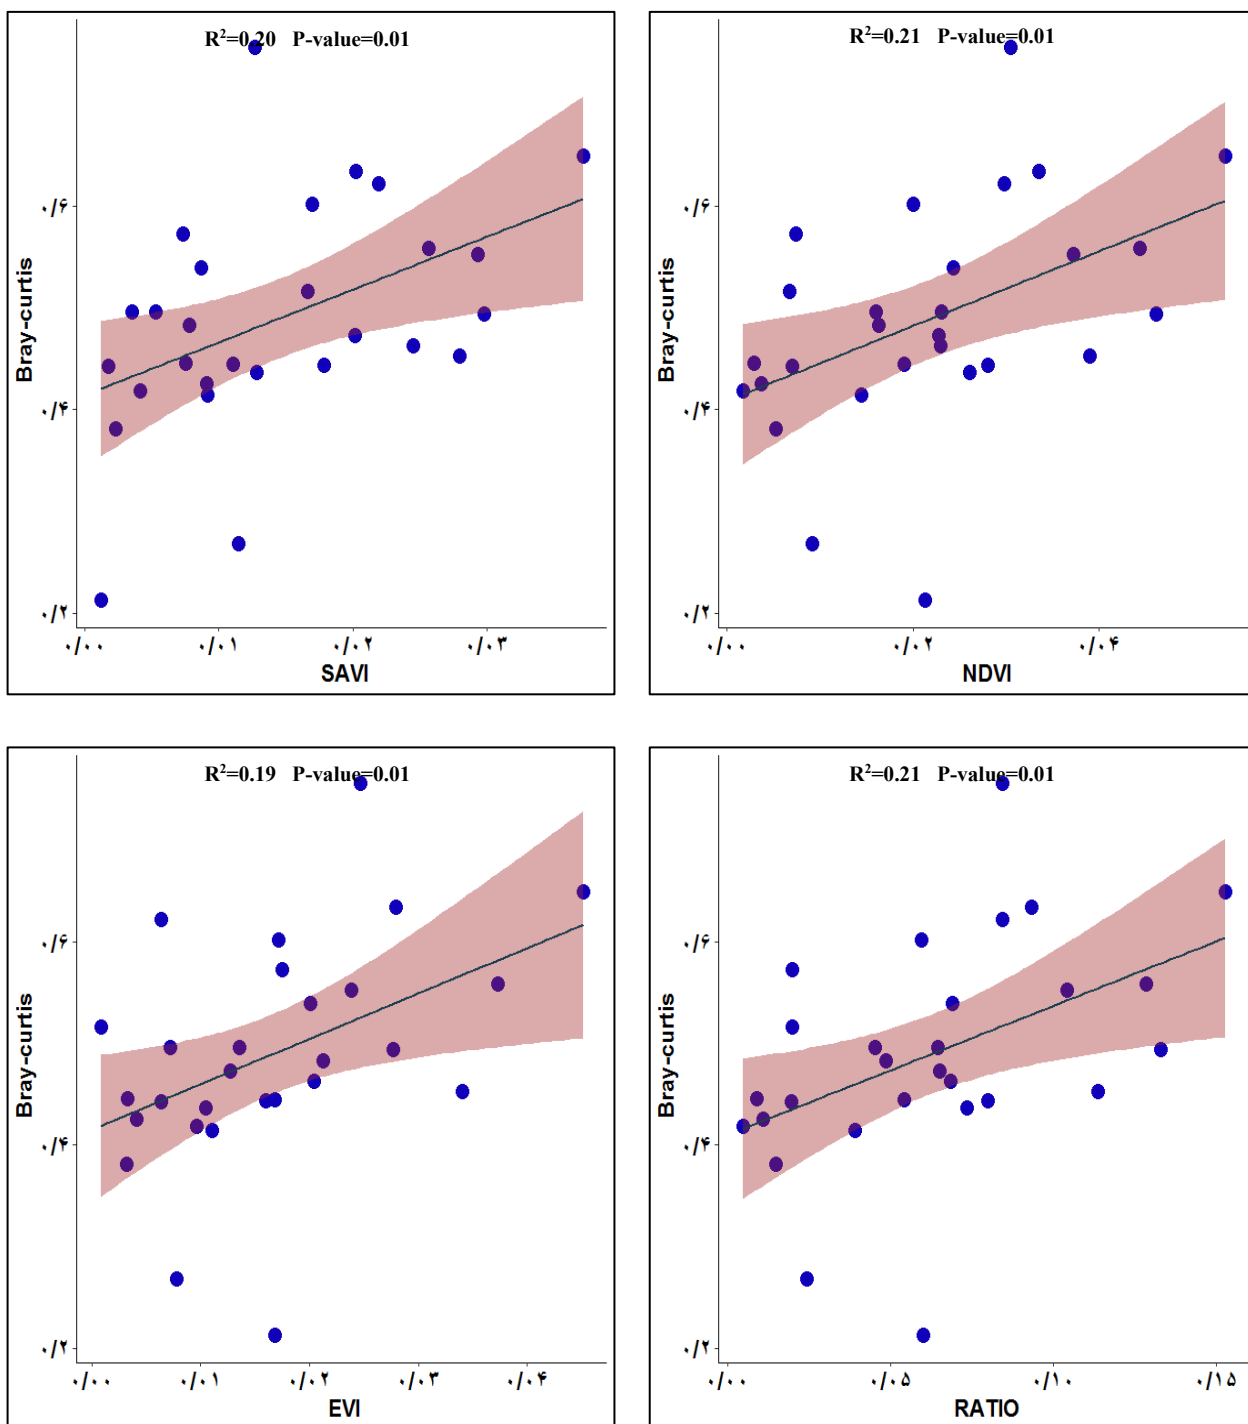 R²=0.20 P-value=0.01
Bray-curtis
۰/۶
۰/۴
۰/۲
۰/۰۰ ۰/۰۱ ۰/۰۲ ۰/۰۳
SAVI
R²=0.21 P-value=0.01
Bray-curtis
۰/۶
۰/۴
۰/۲
۰/۰۰ ۰/۰۲ ۰/۰۴
NDVI
R²=0.19 P-value=0.01
Bray-curtis
۰/۶
۰/۴
۰/۲
۰/۰۰ ۰/۰۱ ۰/۰۲ ۰/۰۳ ۰/۰۴
EVI
R²=0.21 P-value=0.01
Bray-curtis
۰/۶
۰/۴
۰/۲
۰/۰۰ ۰/۰۵ ۰/۱۰ ۰/۱۵
RATIO